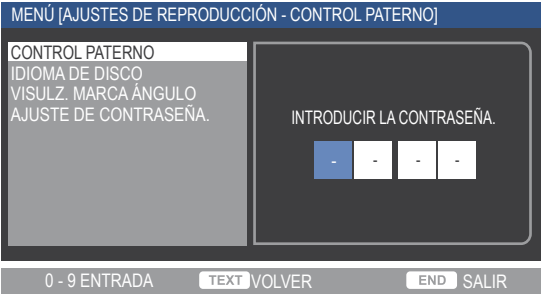 MENÚ [AJUSTES DE REPRODUCCIÓN - CONTROL PATERNO]
CONTROL PATERNO
IDIOMA DE DISCO
VISULZ. MARCA ÁNGULO
AJUSTE DE CONTRASEÑA.
INTRODUCIR LA CONTRASEÑA.
- - - -
0 - 9 ENTRADA TEXT VOLVER END SALIR